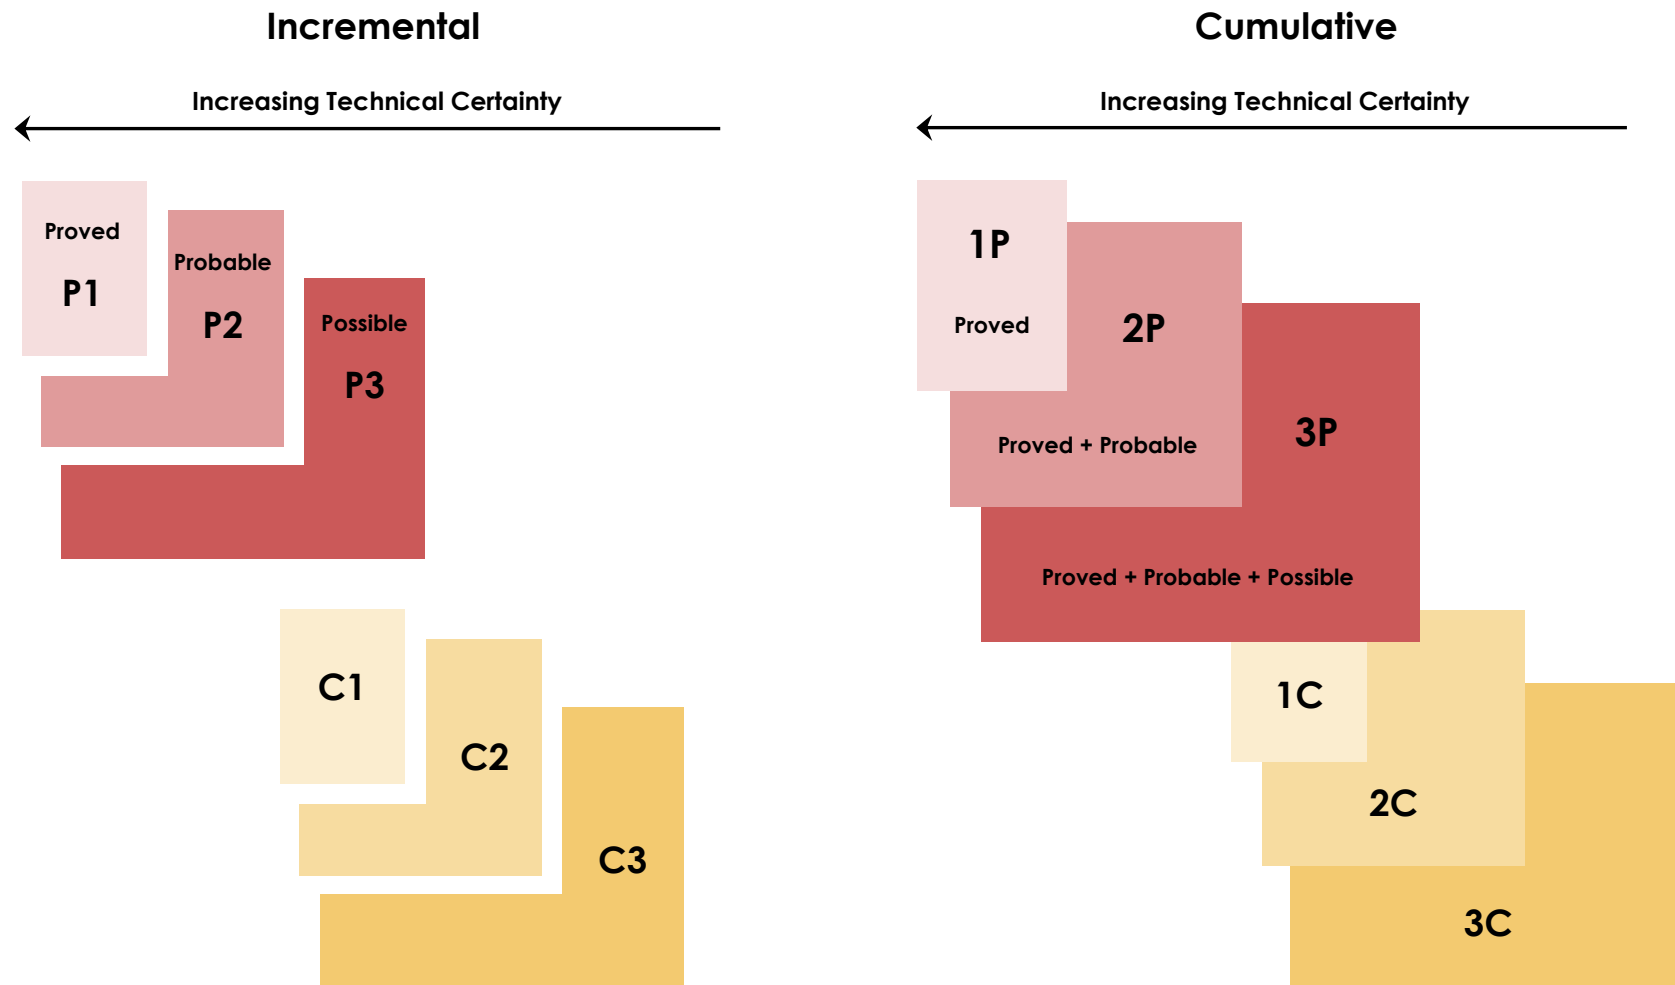 Incremental
Increasing Technical Certainty
Proved
P1
Probable
P2
Possible
P3
C1
C2
C3
Cumulative
Increasing Technical Certainty
1P
Proved
2P
Proved + Probable
3P
Proved + Probable + Possible
1C
2C
3C